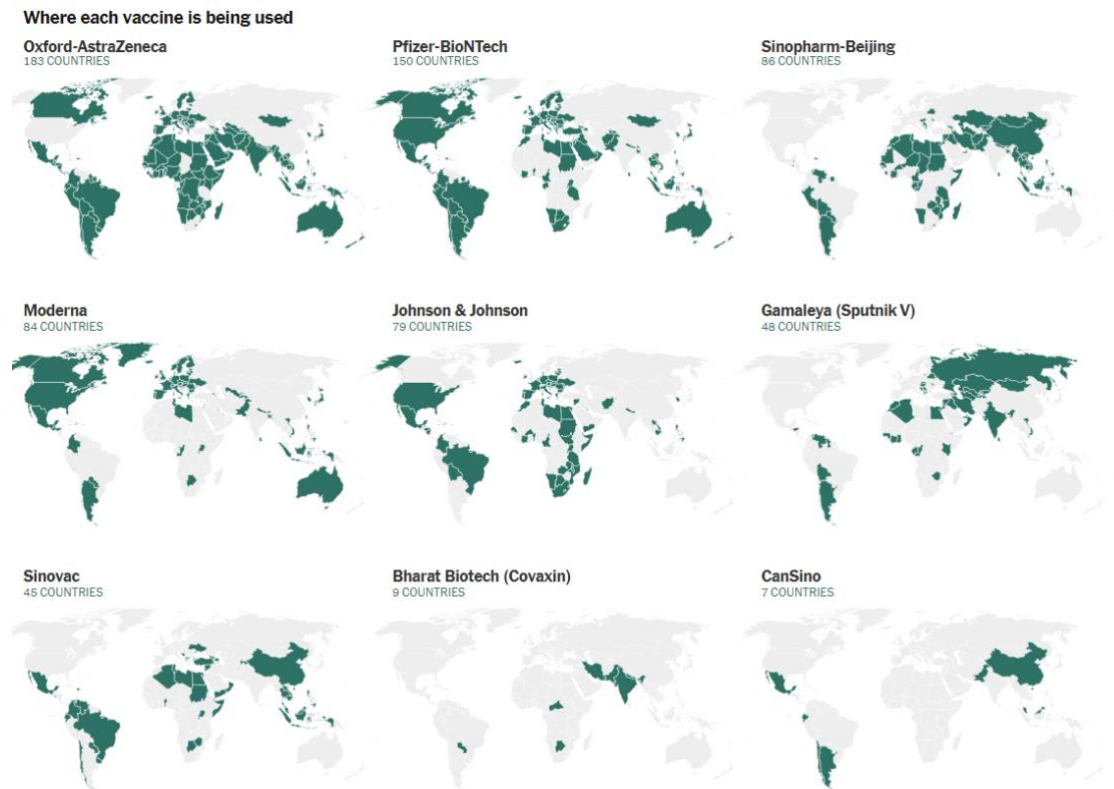 Where each vaccine is being used
Oxford-AstraZeneca
183 COUNTRIES
Pfizer-BioNTech
150 COUNTRIES
Sinopharm-Beijing
86 COUNTRIES
Moderna
84 COUNTRIES
Johnson & Johnson
79 COUNTRIES
Gamaleya (Sputnik V)
48 COUNTRIES
Sinovac
45 COUNTRIES
Bharat Biotech (Covaxin)
9 COUNTRIES
CanSino
7 COUNTRIES